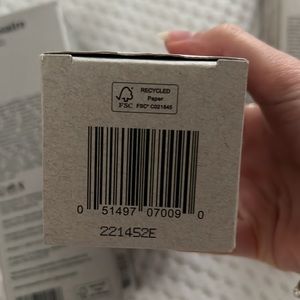 RECYCLED
Paper
FSC
FSC® C021845
0 51497 07009 0
221452E